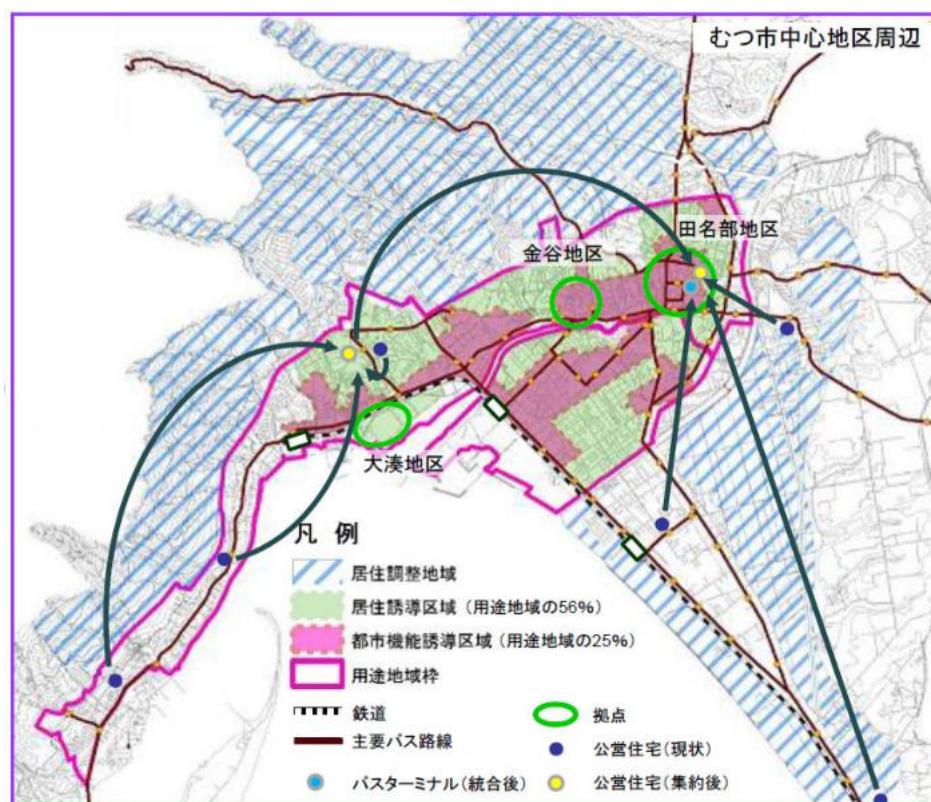 むつ市中心地区周辺
田名部地区
金谷地区
大湊地区
凡 例
居住調整地域
居住誘導区域（用途地域の56%）
都市機能誘導区域（用途地域の25%）
用途地域枠
鉄道
拠点
主要バス路線
公営住宅（現状）
バスターミナル（統合後）
公営住宅（集約後）